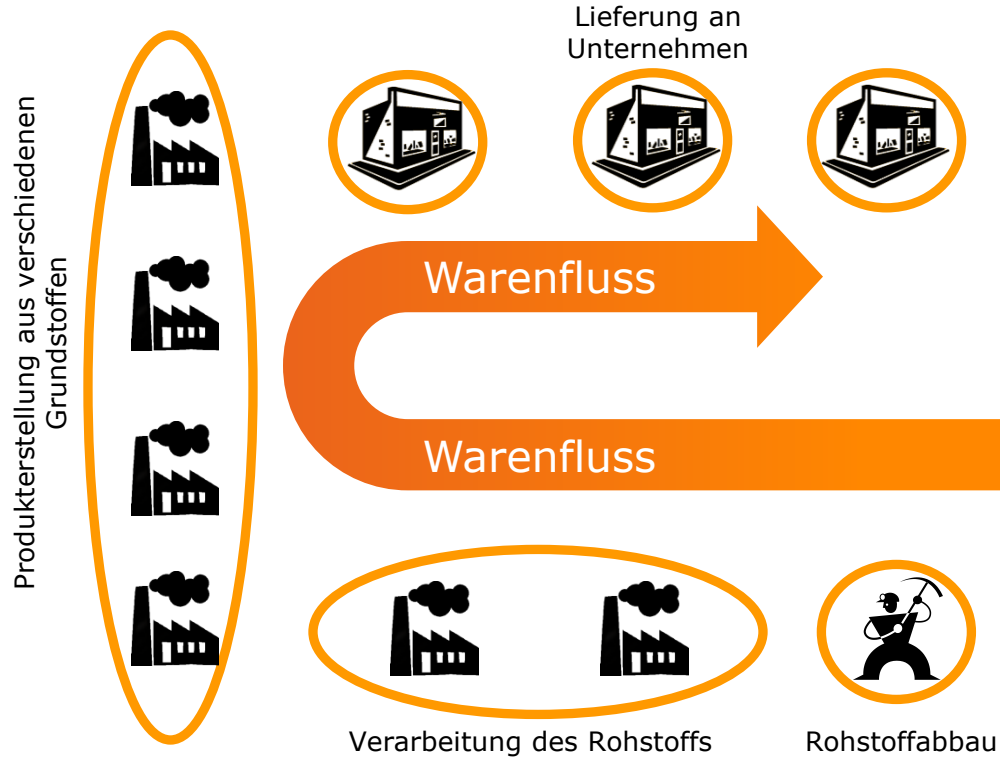 Lieferung an
Unternehmen
Produkterstellung aus verschiedenen
Grundstoffen
Warenfluss
Warenfluss
Verarbeitung des Rohstoffs
Rohstoffabbau